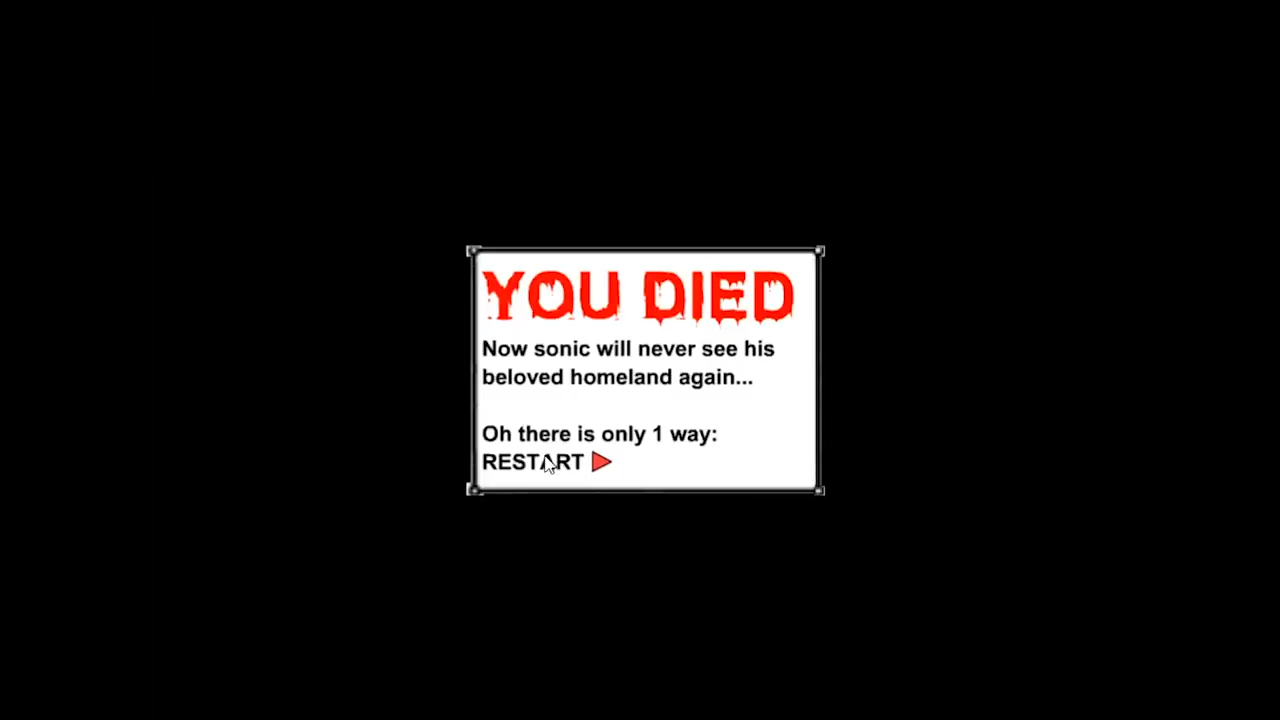 YOU DIED
Now sonic will never see his
beloved homeland again...
Oh there is only 1 way:
RESTART